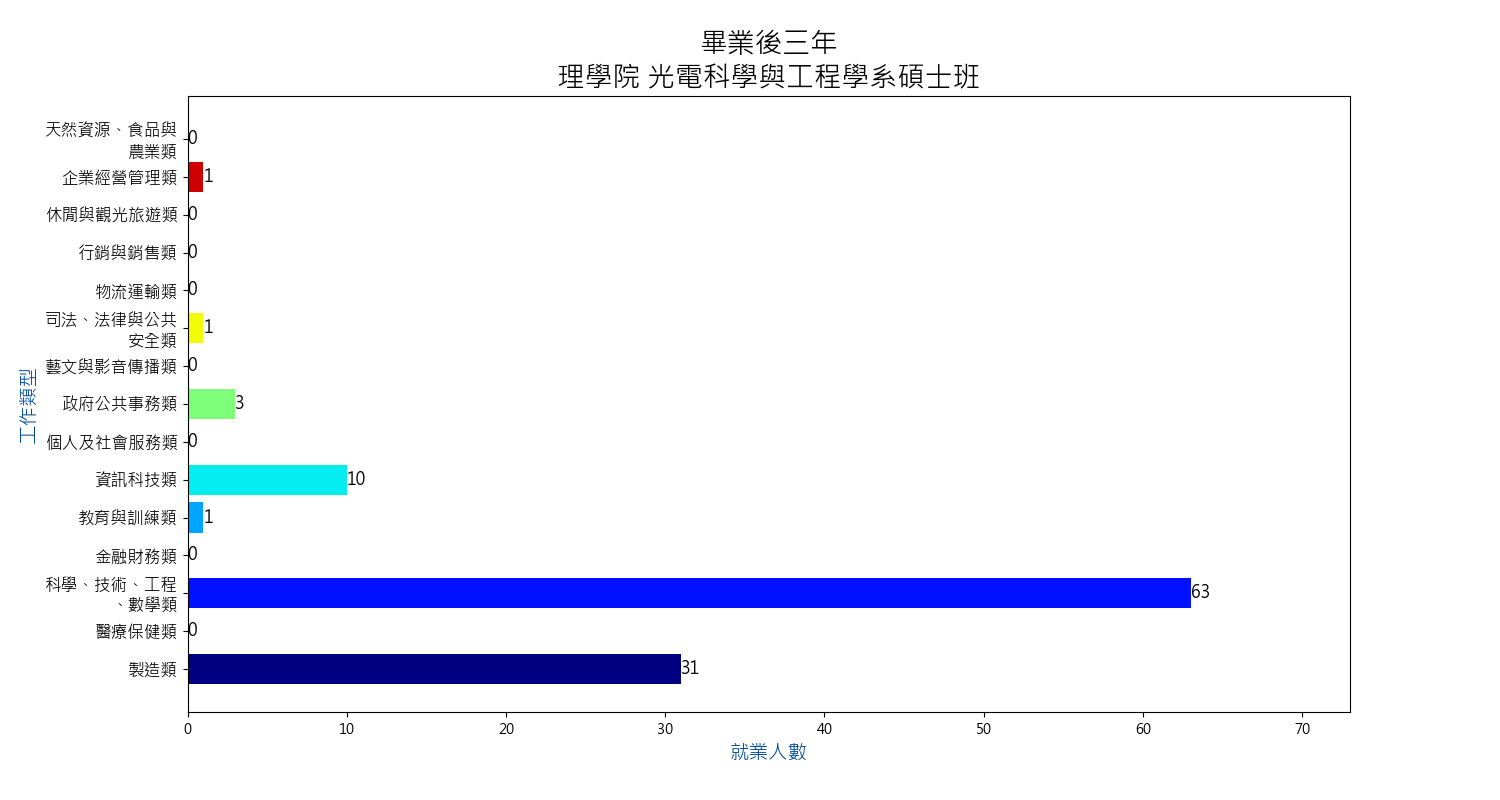 畢業後三年
理學院 光電科學與工程學系碩士班
天然資源、食品與
農業類
0
企業經營管理類
1
休閒與觀光旅遊類
0
行銷與銷售類
0
物流運輸類
0
司法、法律與公共
安全類
1
藝文與影音傳播類
0
政府公共事務類
3
個人及社會服務類
0
資訊科技類
10
教育與訓練類
1
金融財務類
0
科學、技術、工程
、數學類
63
醫療保健類
0
製造類
31
工作類型
0 10 20 30 40 50 60 70
就業人數